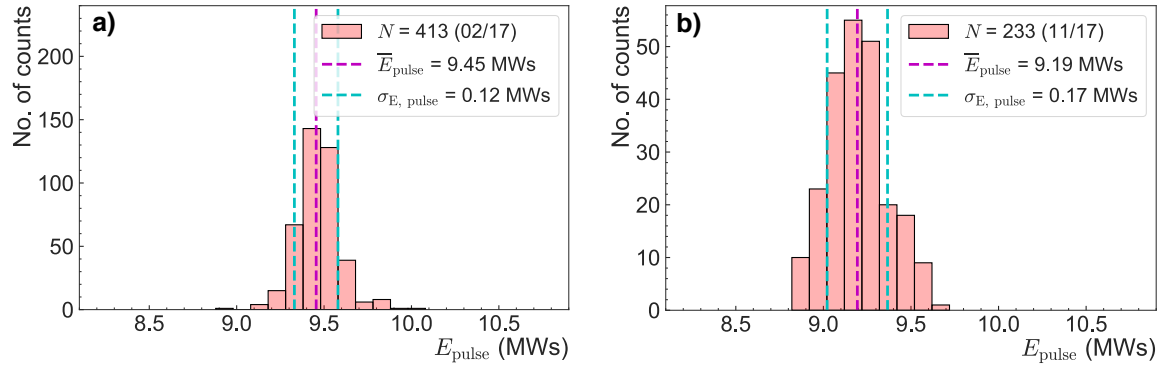 a)
No. of counts
200
150
100
50
0
N = 413 (02/17)
E̅pulse = 9.45 MWs
σE, pulse = 0.12 MWs
8.5 9.0 9.5 10.0 10.5
Epulse (MWs)
b)
No. of counts
50
40
30
20
10
0
N = 233 (11/17)
E̅pulse = 9.19 MWs
σE, pulse = 0.17 MWs
8.5 9.0 9.5 10.0 10.5
Epulse (MWs)